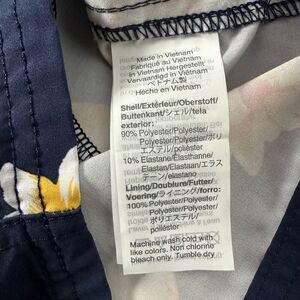 Made in Vietnam
Fabriqué au Vietnam
In Vietnam Hergestellt
Vervaardigd in Vietnam
ベトナム製
Hecho en Vietnam
Shell/Extérieur/Oberstoff/
Buitenkant/シェル/tela
exterior:
90% Polyester/Polyester/
Polyester/Polyester/ポリ
エステル/poliéster
10% Elastane/Élasthanne/
Elastan/Elastaan/エラス
テーン/elastano
Lining/Doublure/Futter/
Voering/ライニング/forro:
100% Polyester/Polyester/
Polyester/Polyester/ポ
リエステル/
poliéster
Machine wash cold with
like colors. Non chlorine
bleach only. Tumble dry